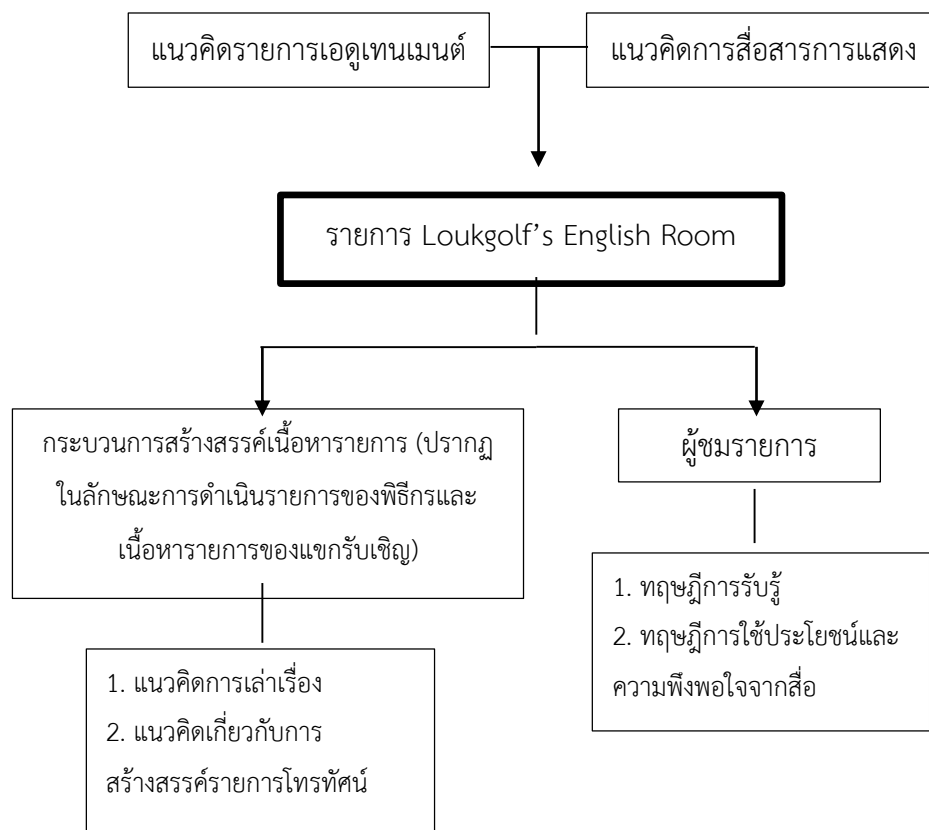 แนวคิดรายการเอดูเทนเมนต์
แนวคิดการสื่อสารการแสดง
รายการ Loukgolf’s English Room
กระบวนการสร้างสรรค์เนื้อหารายการ (ปรากฏ
ในลักษณะการดำเนินรายการของพิธีกรและ
เนื้อหารายการของแขกรับเชิญ)
ผู้ชมรายการ
1. แนวคิดการเล่าเรื่อง
2. แนวคิดเกี่ยวกับการ
สร้างสรรค์รายการโทรทัศน์
1. ทฤษฎีการรับรู้
2. ทฤษฎีการใช้ประโยชน์และ
ความพึงพอใจจากสื่อ